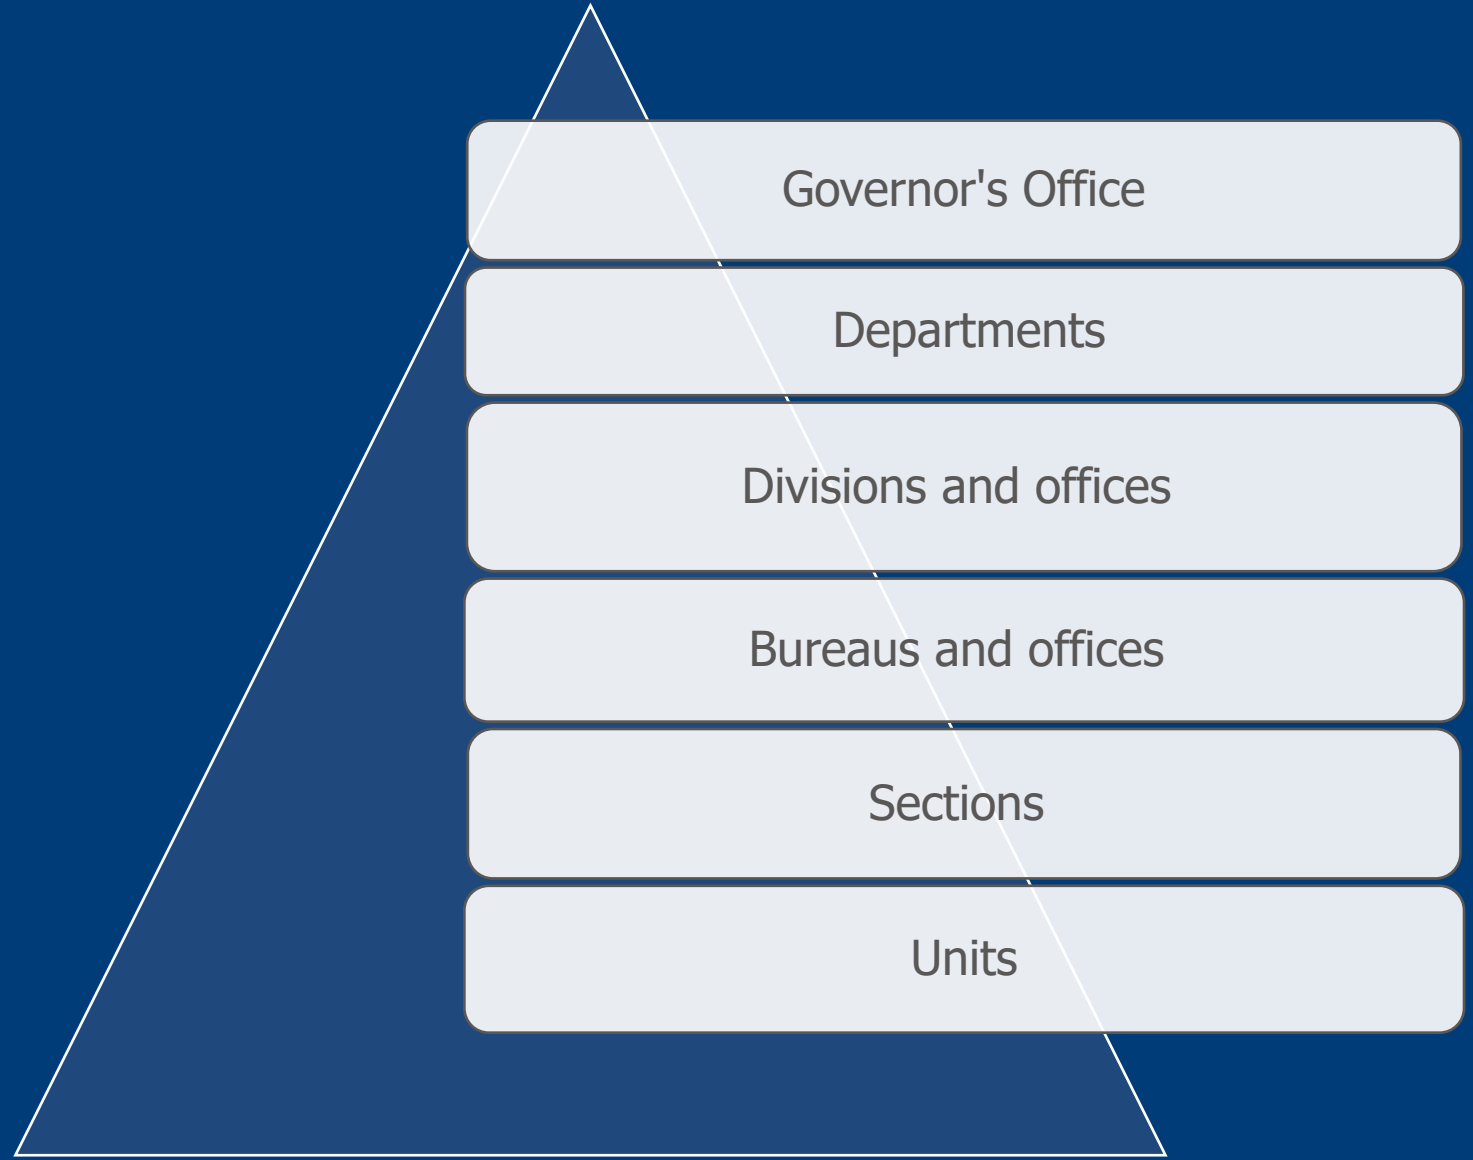 Governor's Office
Departments
Divisions and offices
Bureaus and offices
Sections
Units